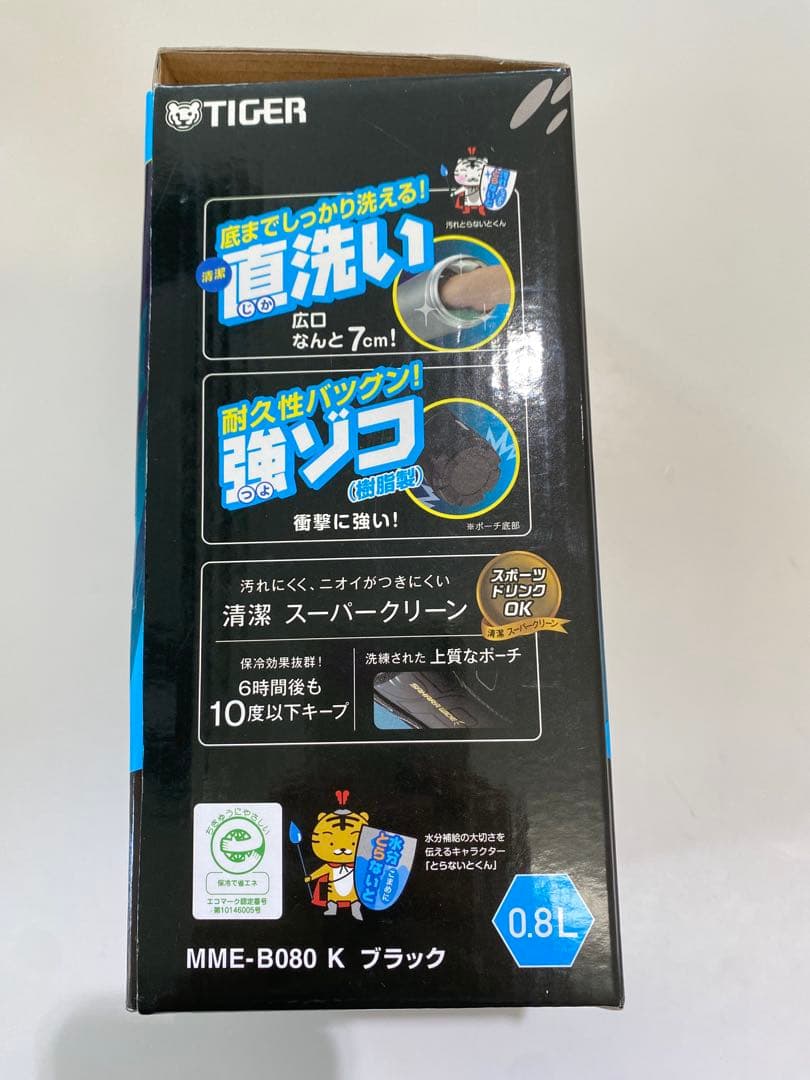 TIGER
底までしっかり洗える!
清潔
直洗い
じか
広口
なんと7cm!
汚れとらないとくん
耐久性バツグン!
強ゾコ
つよ
(樹脂製)
衝撃に強い!
※ポーチ底部
汚れにくく、ニオイがつきにくい
清潔 スーパークリーン
スポーツ
ドリンク
OK
清潔 スーパークリーン
保冷効果抜群!
6時間後も
10度以下キープ
洗練された 上質なポーチ
ちきゅうにやさしい
保冷で省エネ
エコマーク認定番号
第10146005号
水分こまめに
とらないと
水分補給の大切さを
伝えるキャラクター
「とらないとくん」
0.8L
MME-B080 K ブラック